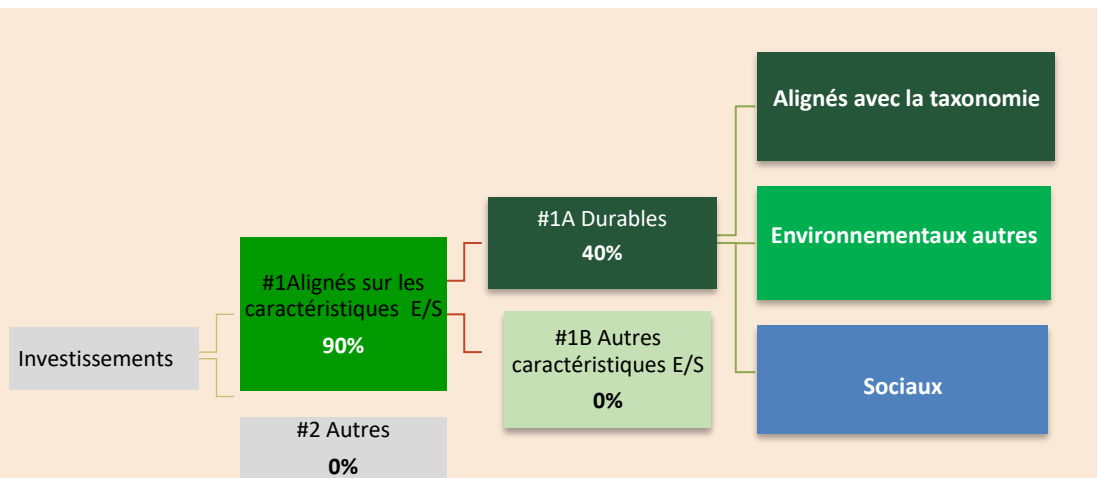 Investissements
#1Alignés sur les
caractéristiques E/S
90%
#2 Autres
0%
#1A Durables
40%
#1B Autres
caractéristiques E/S
0%
Alignés avec la taxonomie
Environnementaux autres
Sociaux